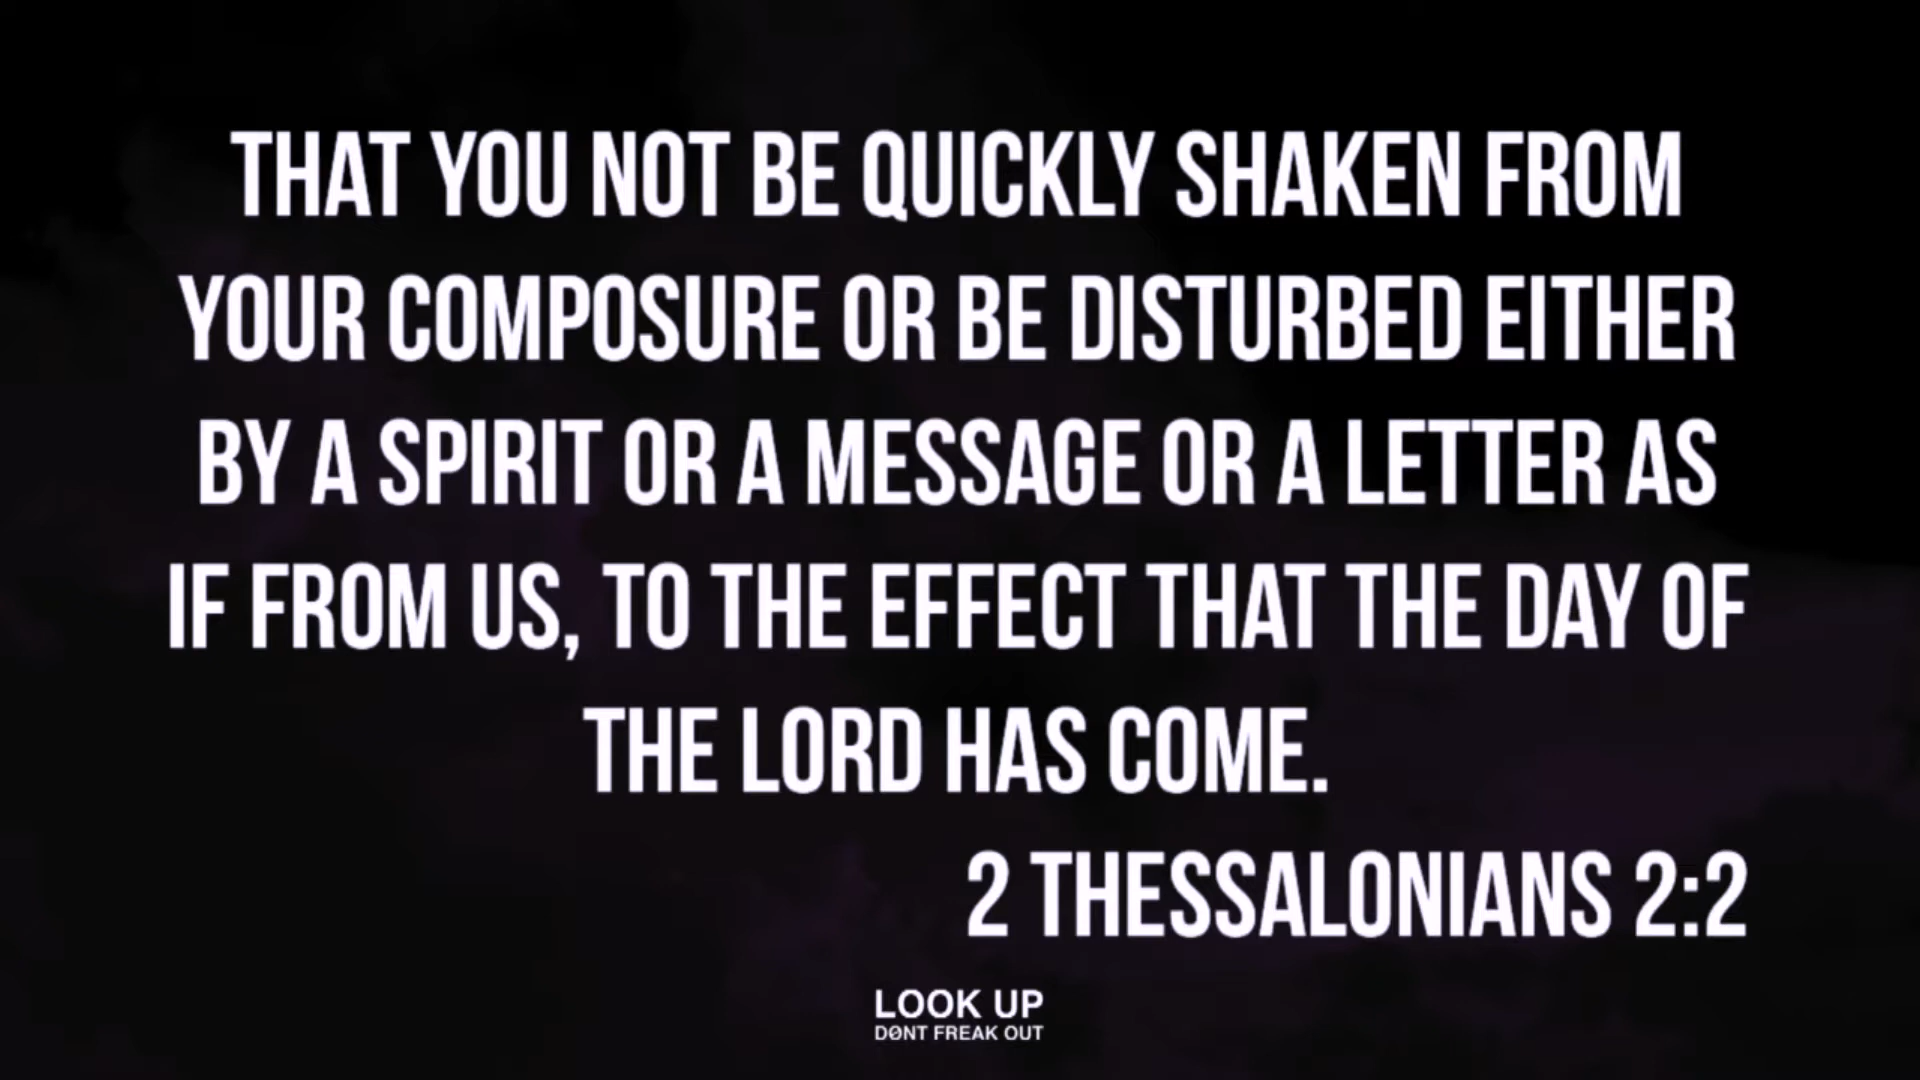 THAT YOU NOT BE QUICKLY SHAKEN FROM
YOUR COMPOSURE OR BE DISTURBED EITHER
BY A SPIRIT OR A MESSAGE OR A LETTER AS
IF FROM US, TO THE EFFECT THAT THE DAY OF
THE LORD HAS COME.
2 THESSALONIANS 2:2
LOOK UP
DØNT FREAK OUT